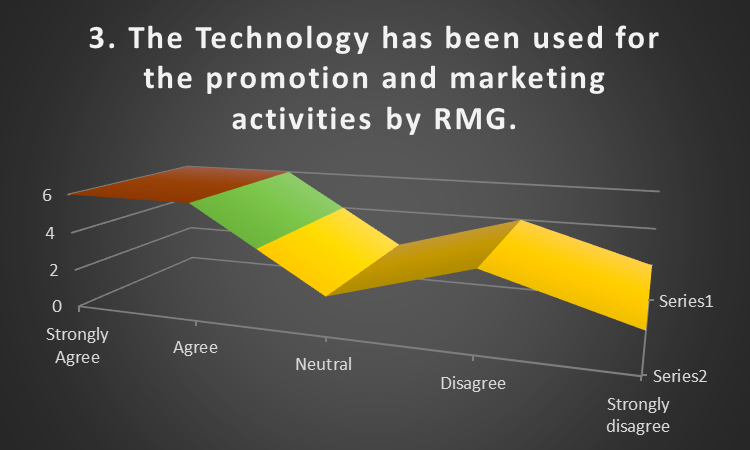 3. The Technology has been used for
the promotion and marketing
activities by RMG.
6
4
2
0
Strongly
Agree
Agree
Neutral
Disagree
Strongly
disagree
Series1
Series2